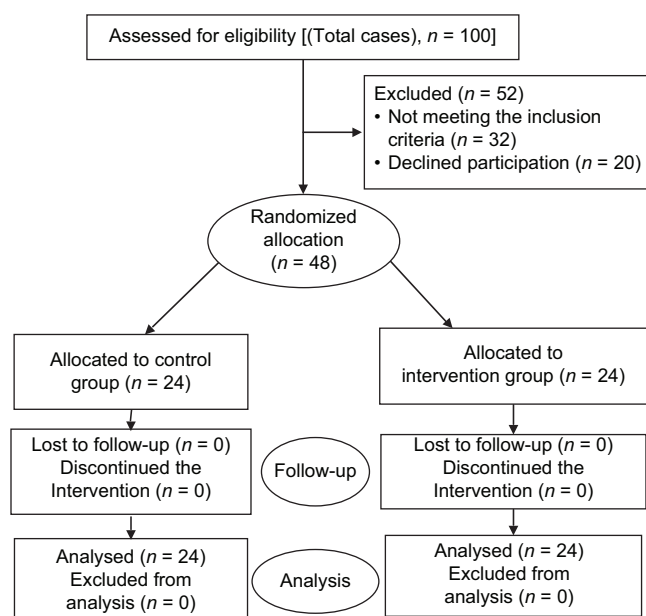 Assessed for eligibility [(Total cases), n = 100]
Excluded (n = 52)
• Not meeting the inclusion
criteria (n = 32)
• Declined participation (n = 20)
Randomized
allocation
(n = 48)
Allocated to control
group (n = 24)
Allocated to
intervention group (n = 24)
Lost to follow-up (n = 0)
Discontinued the
Intervention (n = 0)
Follow-up
Lost to follow-up (n = 0)
Discontinued the
Intervention (n = 0)
Analysed (n = 24)
Excluded from
analysis (n = 0)
Analysis
Analysed (n = 24)
Excluded from
analysis (n = 0)